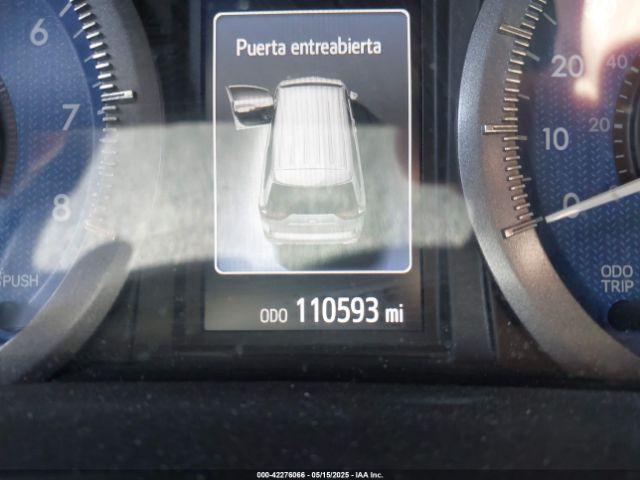 Puerta entreabierta
6
7
8
PUSH
ODO 110593 mi
20
10
0
40
20
ODO
TRIP
000-42276066 - 05/15/2025 - IAA Inc.